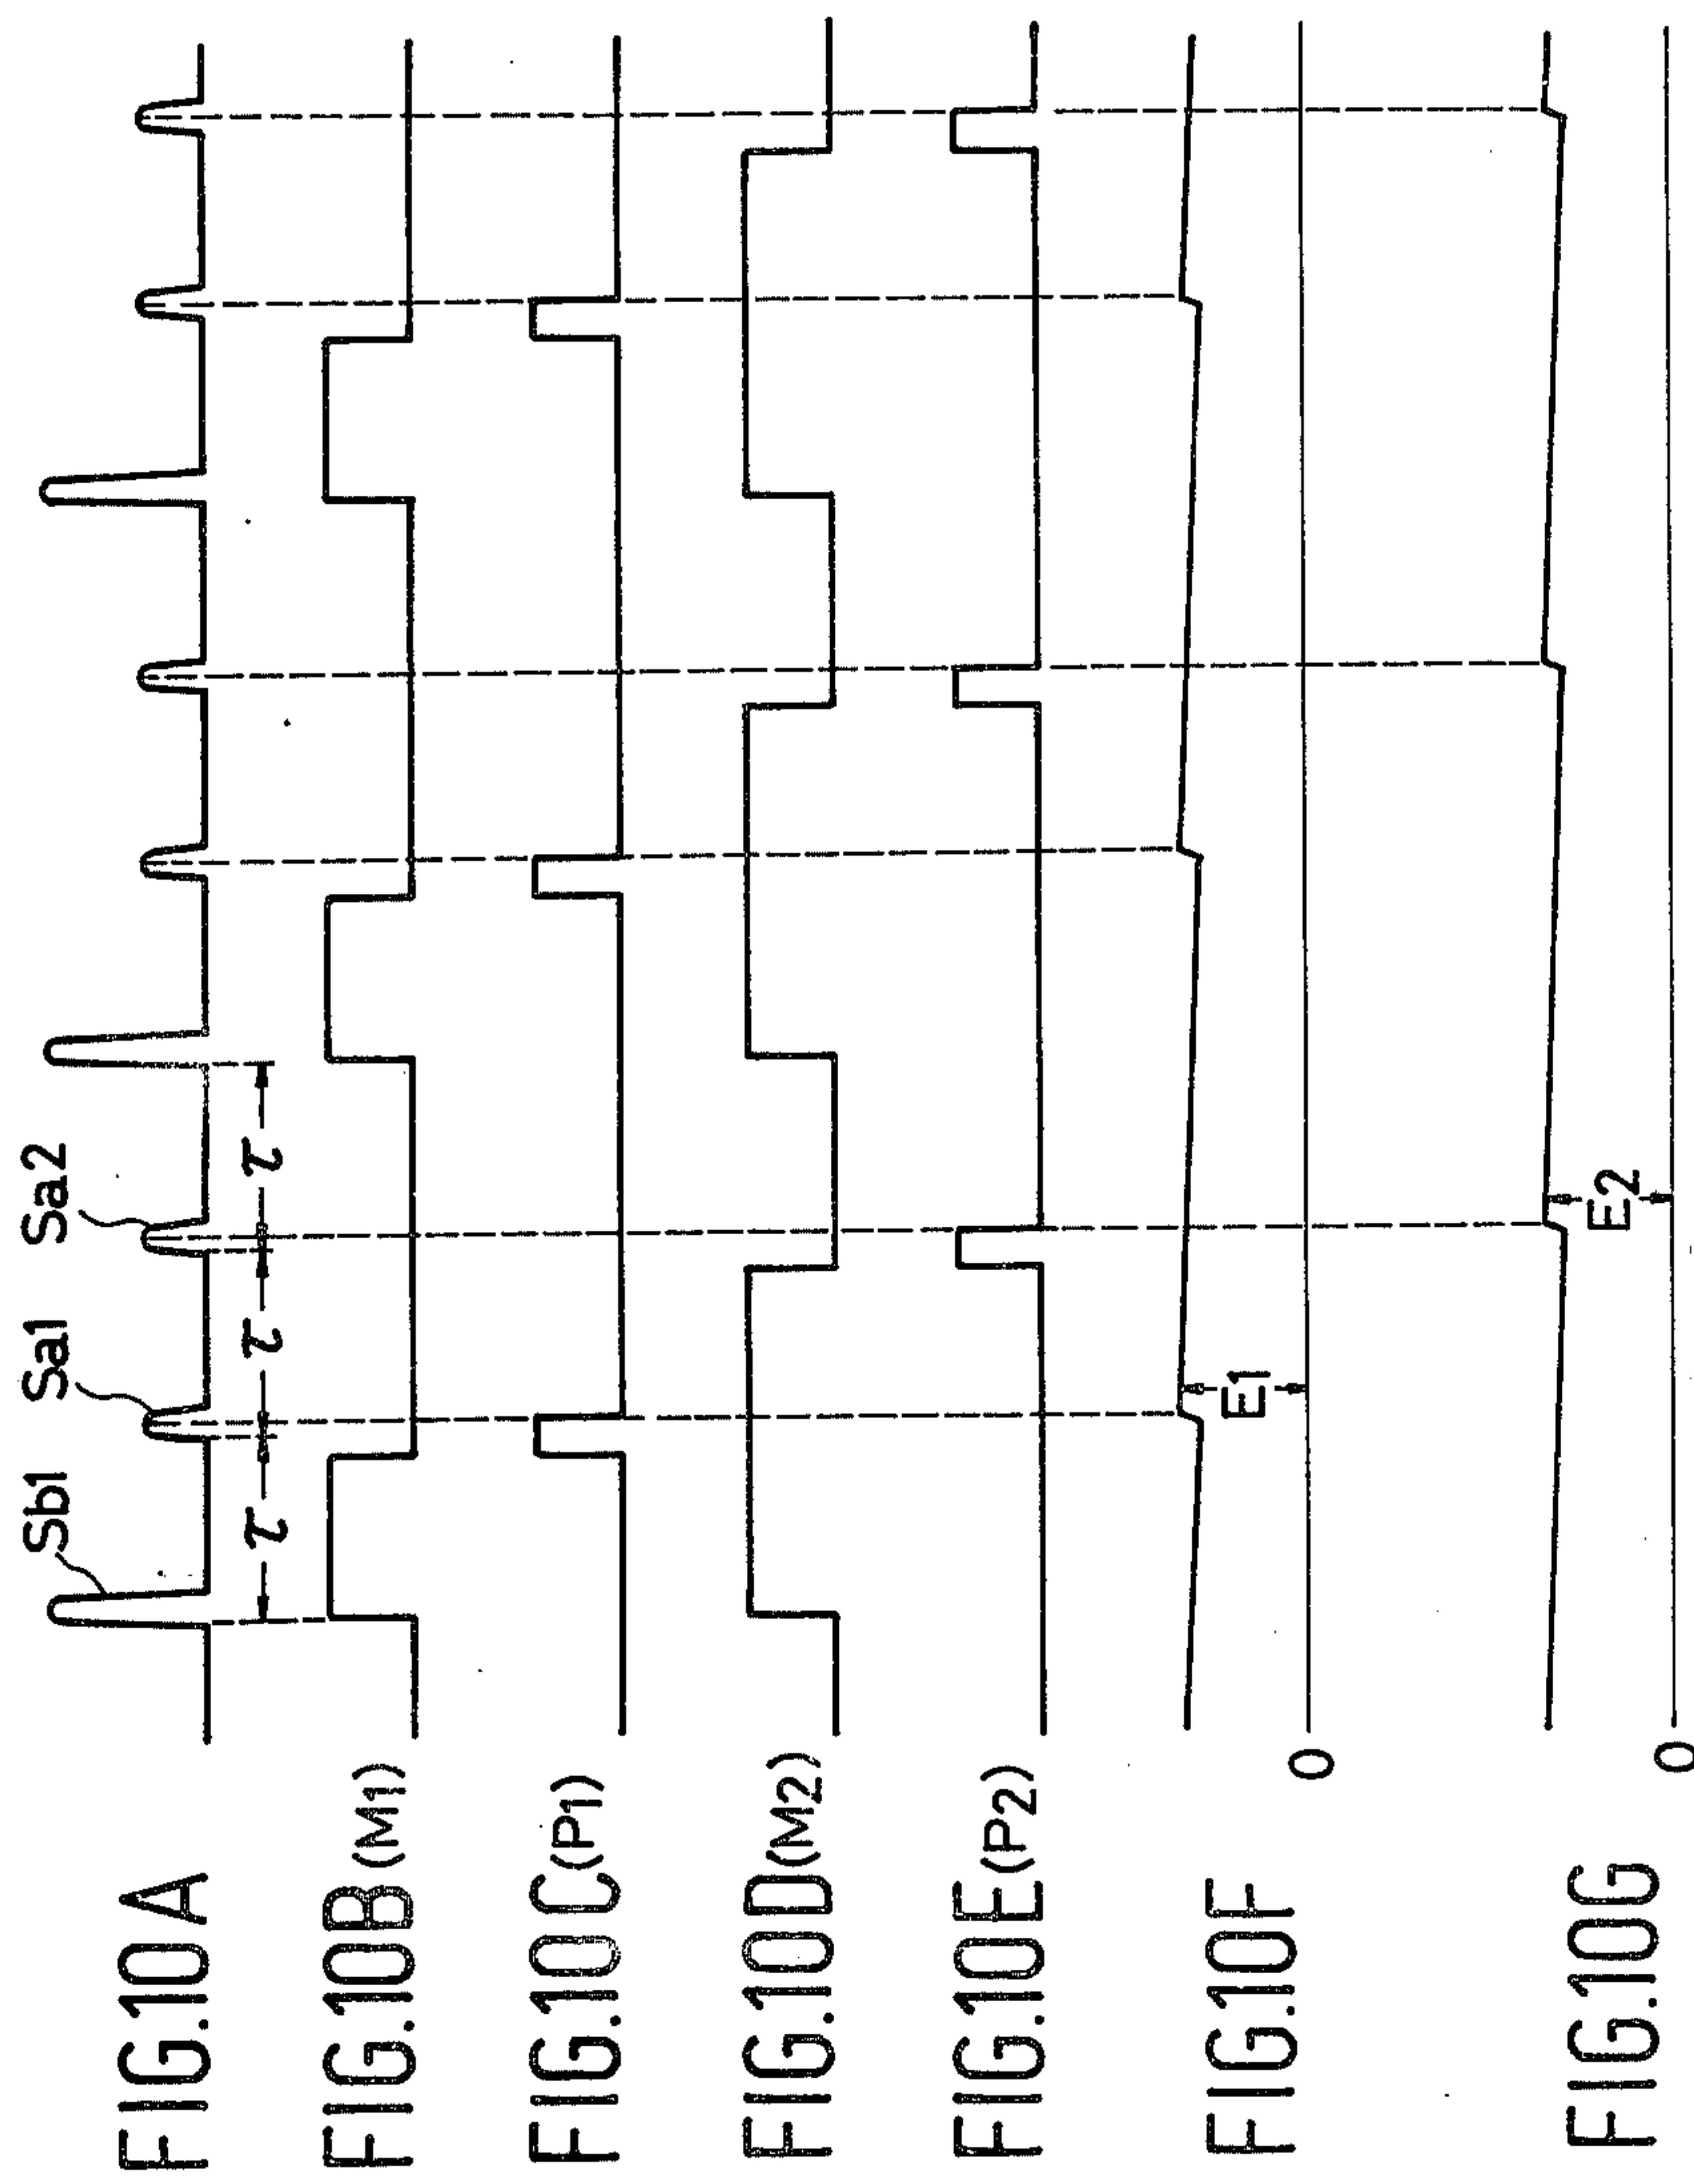 Sb1 Sa1 Sa2
FIG.10A
τ τ τ
FIG.10B (M1)
FIG.10C (P1)
FIG.10D (M2)
FIG.10E (P2)
FIG.10F
E1
0
FIG.10G
E2
0